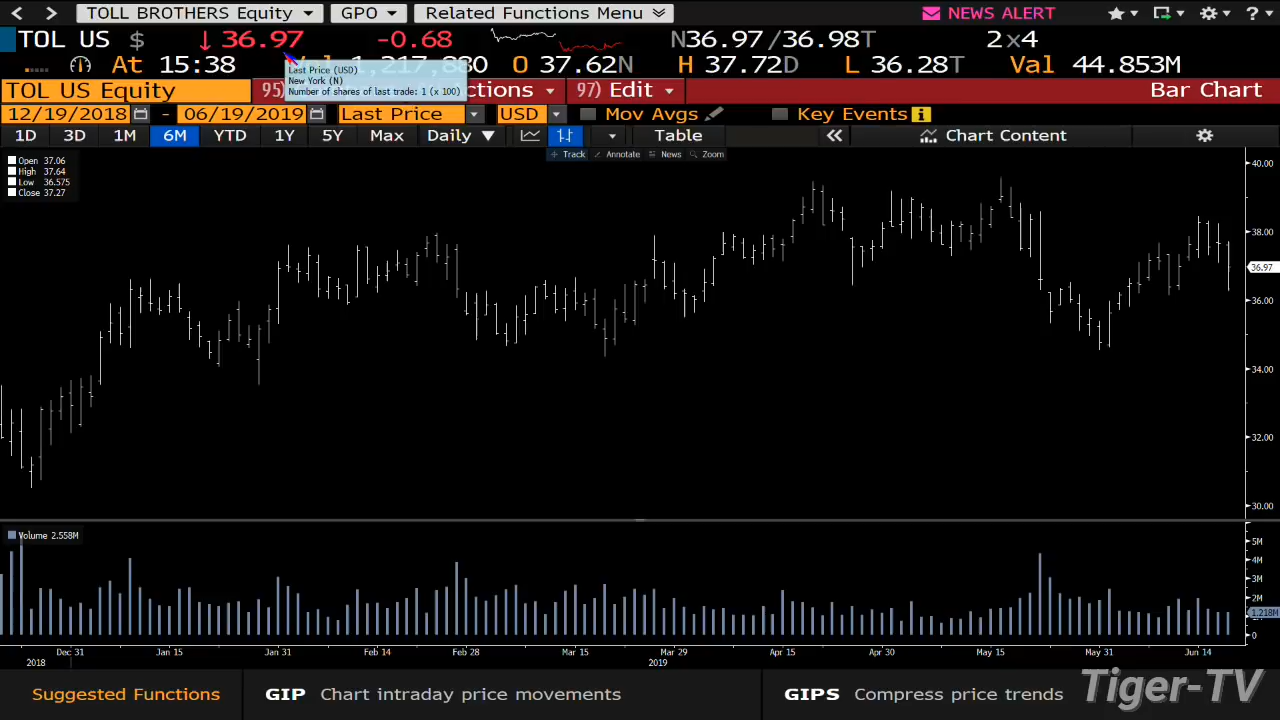 TOLL BROTHERS Equity GPO Related Functions Menu NEWS ALERT ?
TOL US $ ↓ 36.97 -0.68 N36.97/36.98T 2x4
At 15:38 1,217,880 O 37.62N H 37.72D L 36.28T Val 44.853M
Last Price (USD)
New York (N)
Number of shares of last trade: 1 (x 100)
TOL US Equity 95) ctions 97) Edit Bar Chart
12/19/2018 - 06/19/2019 Last Price USD Mov Avgs Key Events i
1D 3D 1M 6M YTD 1Y 5Y Max Daily ▼ Table « Chart Content
Track Annotate News Zoom
Open 37.06
High 37.64
Low 36.575
Close 37.27
40.00
38.00
36.97
36.00
34.00
32.00
30.00
Volume 2.558M
5M
4M
3M
2M
1.218M
0
Dec 31 Jan 15 Jan 31 Feb 14 Feb 28 Mar 15 Mar 29 Apr 15 Apr 30 May 15 May 31 Jun 14
2018 2019
Suggested Functions GIP Chart intraday price movements GIPS Compress price trends
Tiger-TV